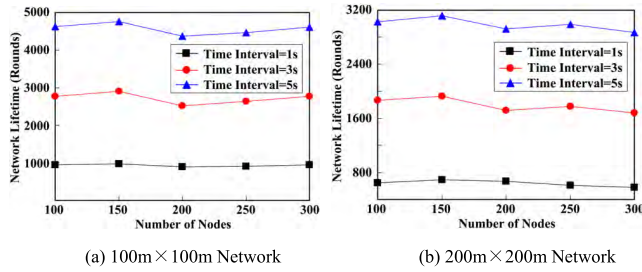 5000
4000
3000
2000
1000
Network Lifetime (Rounds)
Time Interval=1s
Time Interval=3s
Time Interval=5s
100 150 200 250 300
Number of Nodes
(a) 100m×100m Network
3200
2400
1600
800
Network Lifetime (Rounds)
Time Interval=1s
Time Interval=3s
Time Interval=5s
100 150 200 250 300
Number of Nodes
(b) 200m×200m Network